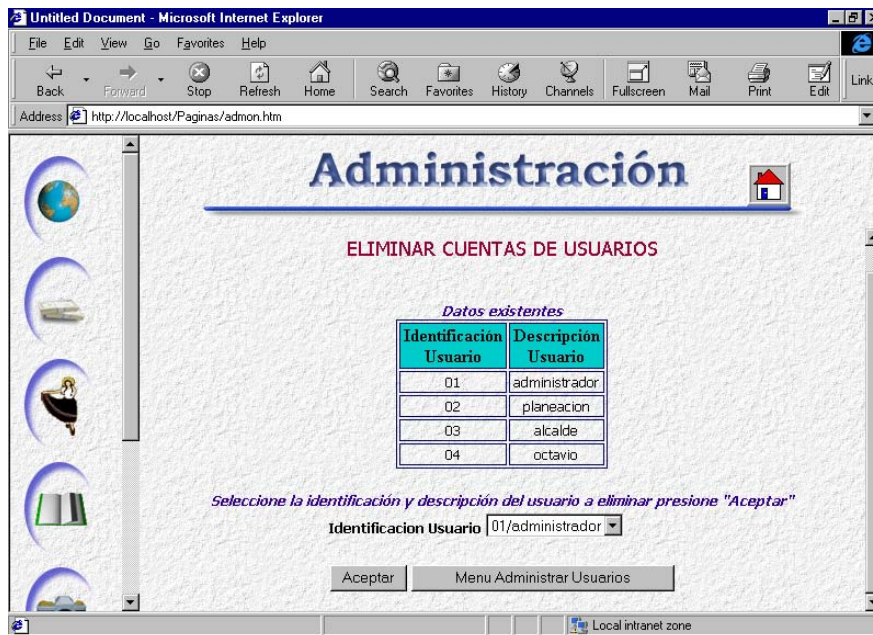 Untitled Document - Microsoft Internet Explorer
File Edit View Go Favorites Help
Back Forward Stop Refresh Home Search Favorites History Channels Fullscreen Mail Print Edit Link
Address http://localhost/Paginas/admon.htm
Administración
ELIMINAR CUENTAS DE USUARIOS
Datos existentes
Identificación Descripción
Usuario Usuario
01 administrador
02 planeacion
03 alcalde
04 octavio
Seleccione la identificación y descripción del usuario a eliminar presione "Aceptar"
Identificacion Usuario 01/administrador
Aceptar Menu Administrar Usuarios
Local intranet zone